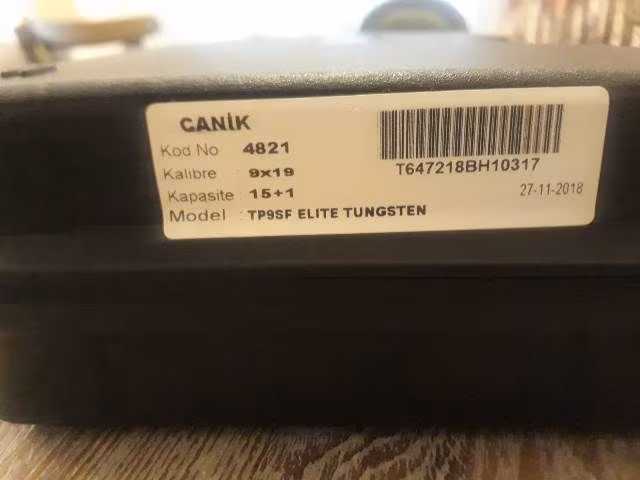 CANİK
Kod No 4821
Kalibre : 9x19
Kapasite : 15+1
Model : TP9SF ELITE TUNGSTEN
T647218BH10317
27-11-2018